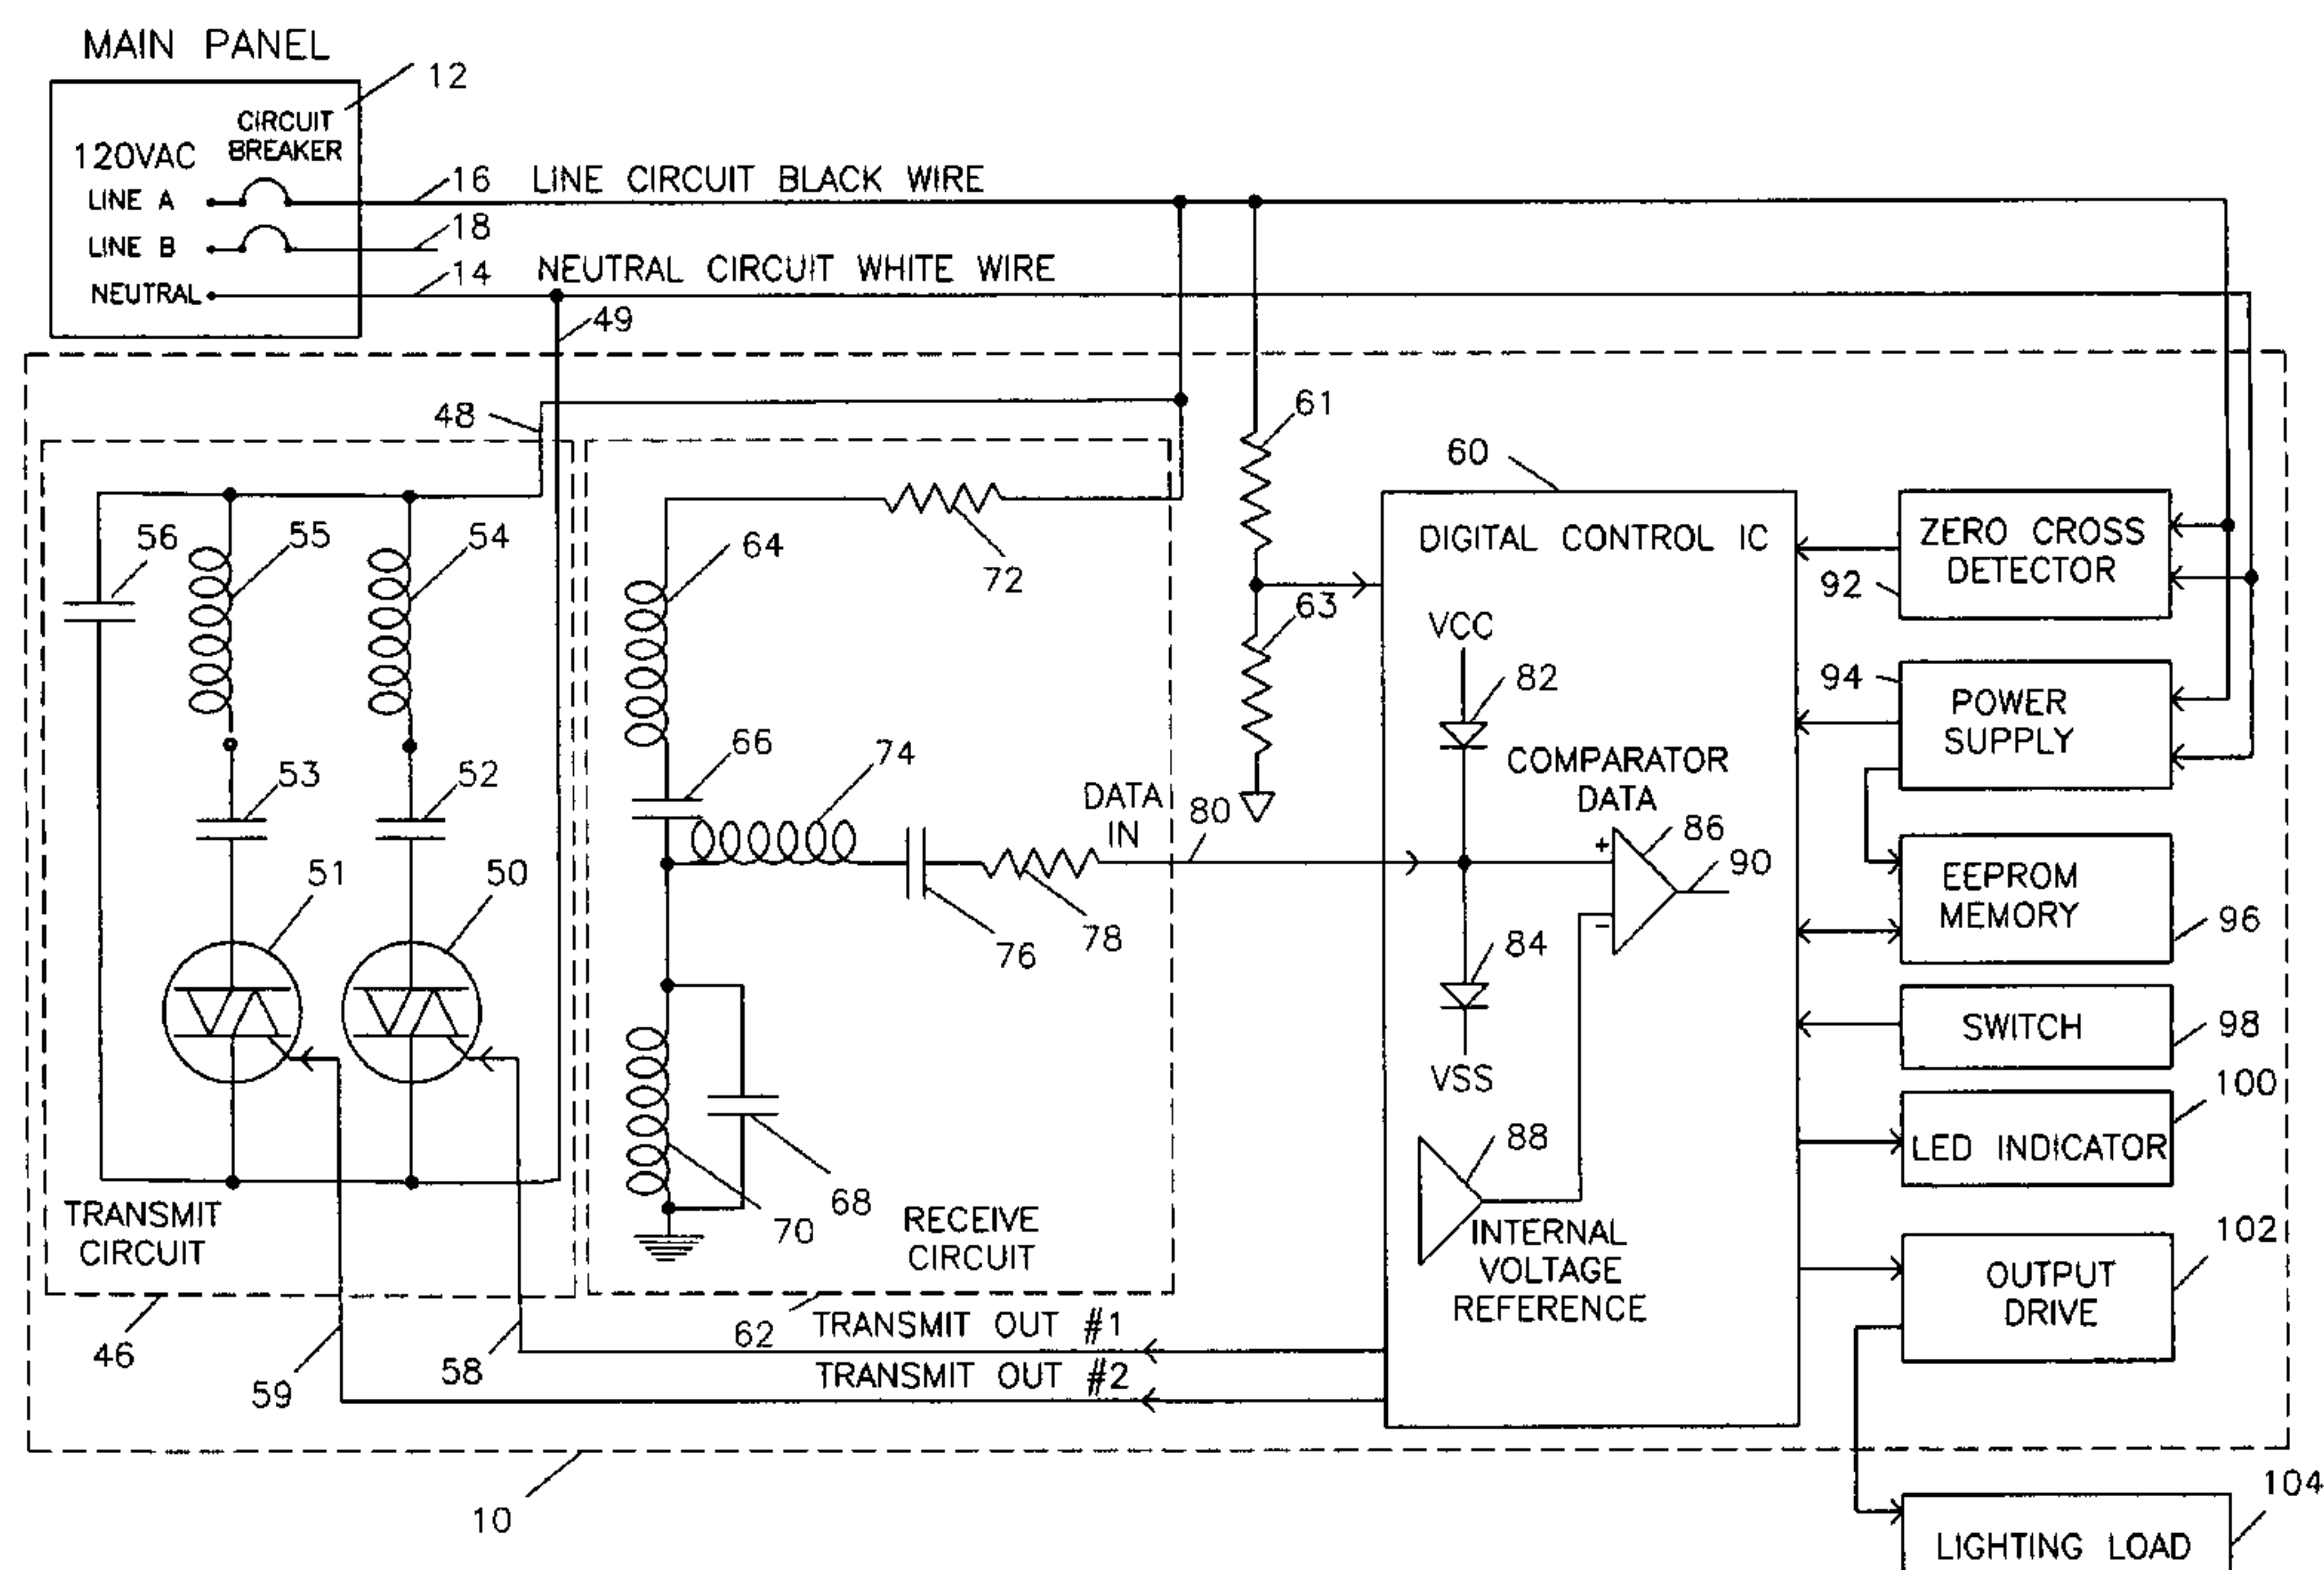 MAIN PANEL
12
CIRCUIT
BREAKER
120VAC
LINE A
16
LINE CIRCUIT BLACK WIRE
LINE B
18
NEUTRAL
14
NEUTRAL CIRCUIT WHITE WIRE
49
48
61
60
56
55
54
64
72
DIGITAL CONTROL IC
ZERO CROSS
DETECTOR
92
63
VCC
82
94
POWER
SUPPLY
66
74
53
52
DATA
IN
80
COMPARATOR
DATA
86
+
-
90
51
50
76
78
EEPROM
MEMORY
96
84
VSS
SWITCH
98
100
LED INDICATOR
88
68
70
TRANSMIT
CIRCUIT
RECEIVE
CIRCUIT
INTERNAL
VOLTAGE
REFERENCE
102
OUTPUT
DRIVE
46
59
58
62
TRANSMIT OUT #1
TRANSMIT OUT #2
10
104
LIGHTING LOAD